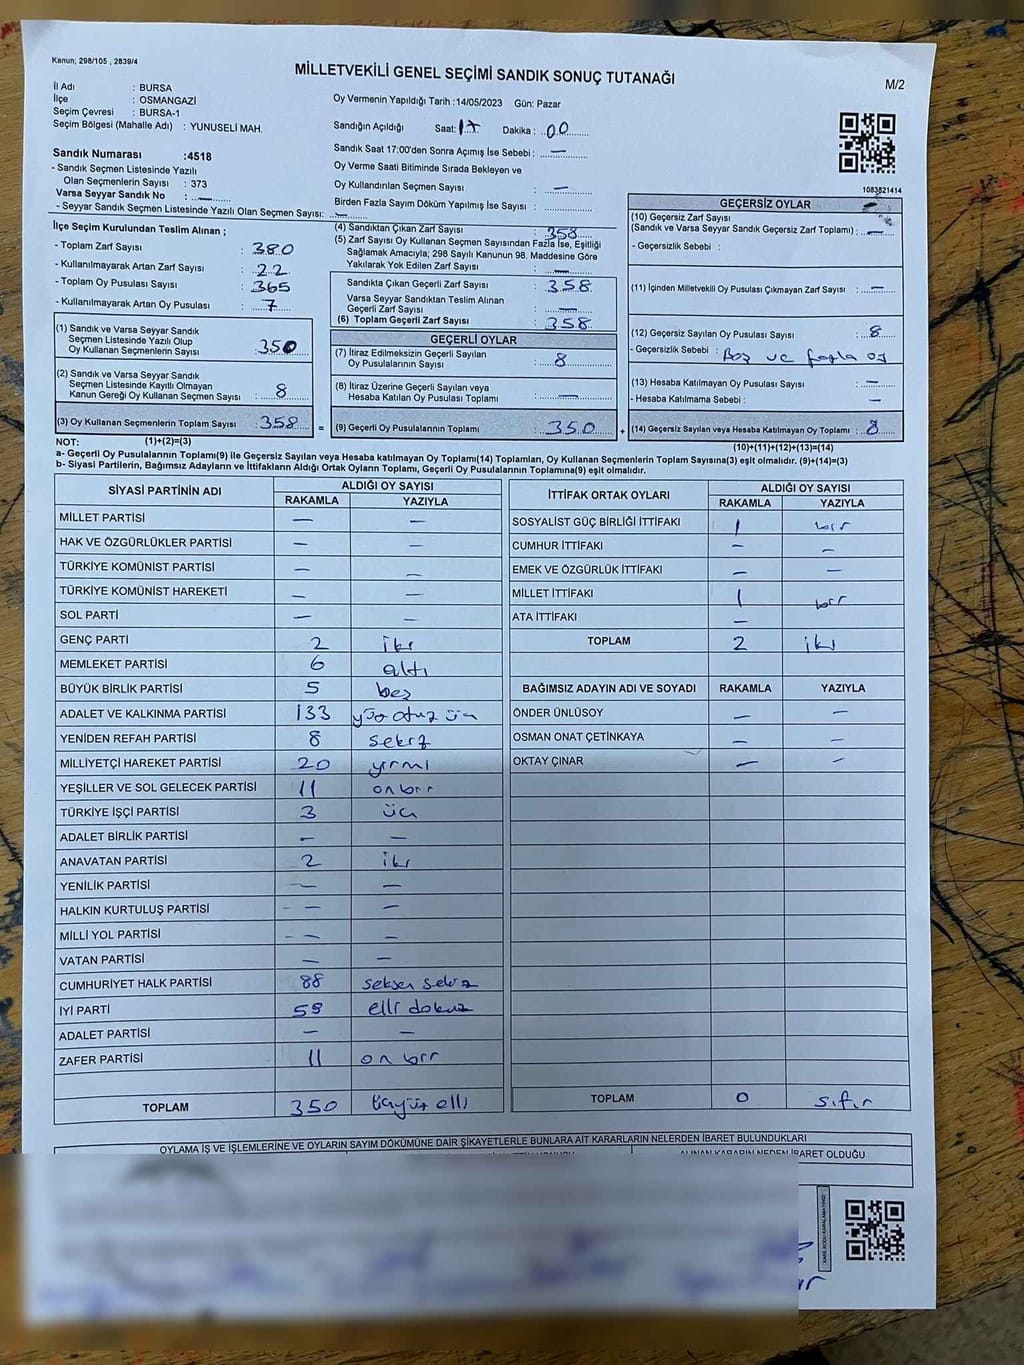 Kanun; 298/105 , 2839/4
MİLLETVEKİLİ GENEL SEÇİMİ SANDIK SONUÇ TUTANAĞI
M/2
İl Adı : BURSA
İlçe : OSMANGAZİ
Seçim Çevresi : BURSA-1
Seçim Bölgesi (Mahalle Adı) : YUNUSELİ MAH.
Oy Vermenin Yapıldığı Tarih :14/05/2023 Gün: Pazar
Sandığın Açıldığı Saat: 17 Dakika : 00
Sandık Saat 17:00'den Sonra Açımış İse Sebebi : —
Oy Verme Saati Bitiminde Sırada Bekleyen ve
Oy Kullandırılan Seçmen Sayısı : —
Birden Fazla Sayım Döküm Yapılmış İse Sayısı :
1083821414
Sandık Numarası :4518
- Sandık Seçmen Listesinde Yazılı
Olan Seçmenlerin Sayısı : 373
Varsa Seyyar Sandık No : —
- Seyyar Sandık Seçmen Listesinde Yazılı Olan Seçmen Sayısı: —
İlçe Seçim Kurulundan Teslim Alınan ;
- Toplam Zarf Sayısı : 380
- Kullanılmayarak Artan Zarf Sayısı : 22
- Toplam Oy Pusulası Sayısı : 365
- Kullanılmayarak Artan Oy Pusulası : 7
(1) Sandık ve Varsa Seyyar Sandık
Seçmen Listesinde Yazılı Olup
Oy Kullanan Seçmenlerin Sayısı : 350
(2) Sandık ve Varsa Seyyar Sandık
Seçmen Listesinde Kayıtlı Olmayan
Kanun Gereği Oy Kullanan Seçmen Sayısı : 8
(3) Oy Kullanan Seçmenlerin Toplam Sayısı : 358
(4) Sandıktan Çıkan Zarf Sayısı : 358
(5) Zarf Sayısı Oy Kullanan Seçmen Sayısından Fazla İse, Eşitliği
Sağlamak Amacıyla; 298 Sayılı Kanunun 98. Maddesine Göre
Yakılarak Yok Edilen Zarf Sayısı : —
Sandıkta Çıkan Geçerli Zarf Sayısı : 358
Varsa Seyyar Sandıktan Teslim Alınan
Geçerli Zarf Sayısı : —
(6) Toplam Geçerli Zarf Sayısı : 358
GEÇERLİ OYLAR
(7) İtiraz Edilmeksizin Geçerli Sayılan
Oy Pusulalarının Sayısı : 8
(8) İtiraz Üzerine Geçerli Sayılan veya
Hesaba Katılan Oy Pusulası Toplamı : —
= (9) Geçerli Oy Pusulalarının Toplamı : 350 +
GEÇERSİZ OYLAR
(10) Geçersiz Zarf Sayısı
(Sandık ve Varsa Seyyar Sandık Geçersiz Zarf Toplamı) : —
- Geçersizlik Sebebi :
(11) İçinden Milletvekili Oy Pusulası Çıkmayan Zarf Sayısı : —
(12) Geçersiz Sayılan Oy Pusulası Sayısı : 8
- Geçersizlik Sebebi : Boş ve fazla oy
(13) Hesaba Katılmayan Oy Pusulası Sayısı : —
- Hesaba Katılmama Sebebi : —
(14) Geçersiz Sayılan veya Hesaba Katılmayan Oy Toplamı : 8
NOT: (1)+(2)=(3) (10)+(11)+(12)+(13)=(14)
a- Geçerli Oy Pusulalarının Toplamı(9) ile Geçersiz Sayılan veya Hesaba Katılmayan Oy Toplamı(14) Toplamları, Oy Kullanan Seçmenlerin Toplam Sayısına(3) eşit olmalıdır. (9)+(14)=(3)
b- Siyasi Partilerin, Bağımsız Adayların ve İttifakların Aldığı Ortak Oyların Toplamı, Geçerli Oy Pusulalarının Toplamına(9) eşit olmalıdır.
SİYASİ PARTİNİN ADI ALDIĞI OY SAYISI
RAKAMLA YAZIYLA
MİLLET PARTİSİ — —
HAK VE ÖZGÜRLÜKLER PARTİSİ — —
TÜRKİYE KOMÜNİST PARTİSİ — —
TÜRKİYE KOMÜNİST HAREKETİ — —
SOL PARTİ — —
GENÇ PARTİ 2 iki
MEMLEKET PARTİSİ 6 altı
BÜYÜK BİRLİK PARTİSİ 5 beş
ADALET VE KALKINMA PARTİSİ 133 yüz otuz üç
YENİDEN REFAH PARTİSİ 8 sekiz
MİLLİYETÇİ HAREKET PARTİSİ 20 yirmi
YEŞİLLER VE SOL GELECEK PARTİSİ 11 on bir
TÜRKİYE İŞÇİ PARTİSİ 3 üç
ADALET BİRLİK PARTİSİ — —
ANAVATAN PARTİSİ 2 iki
YENİLİK PARTİSİ — —
HALKIN KURTULUŞ PARTİSİ — —
MİLLİ YOL PARTİSİ — —
VATAN PARTİSİ — —
CUMHURİYET HALK PARTİSİ 88 seksen sekiz
İYİ PARTİ 59 elli dokuz
ADALET PARTİSİ — —
ZAFER PARTİSİ 11 on bir
TOPLAM 350 üçyüz elli
İTTİFAK ORTAK OYLARI ALDIĞI OY SAYISI
RAKAMLA YAZIYLA
SOSYALİST GÜÇ BİRLİĞİ İTTİFAKI 1 bir
CUMHUR İTTİFAKI — —
EMEK VE ÖZGÜRLÜK İTTİFAKI — —
MİLLET İTTİFAKI 1 bir
ATA İTTİFAKI —
TOPLAM 2 iki
BAĞIMSIZ ADAYIN ADI VE SOYADI RAKAMLA YAZIYLA
ÖNDER ÜNLÜSOY — —
OSMAN ONAT ÇETİNKAYA — —
OKTAY ÇINAR — —
TOPLAM 0 sıfır
OYLAMA İŞ VE İŞLEMLERİNE VE OYLARIN SAYIM DÖKÜMÜNE DAİR ŞİKAYETLERLE BUNLARA AİT KARARLARIN NELERDEN İBARET BULUNDUKLARI
ALINAN KARARIN NEDEN İBARET OLDUĞU